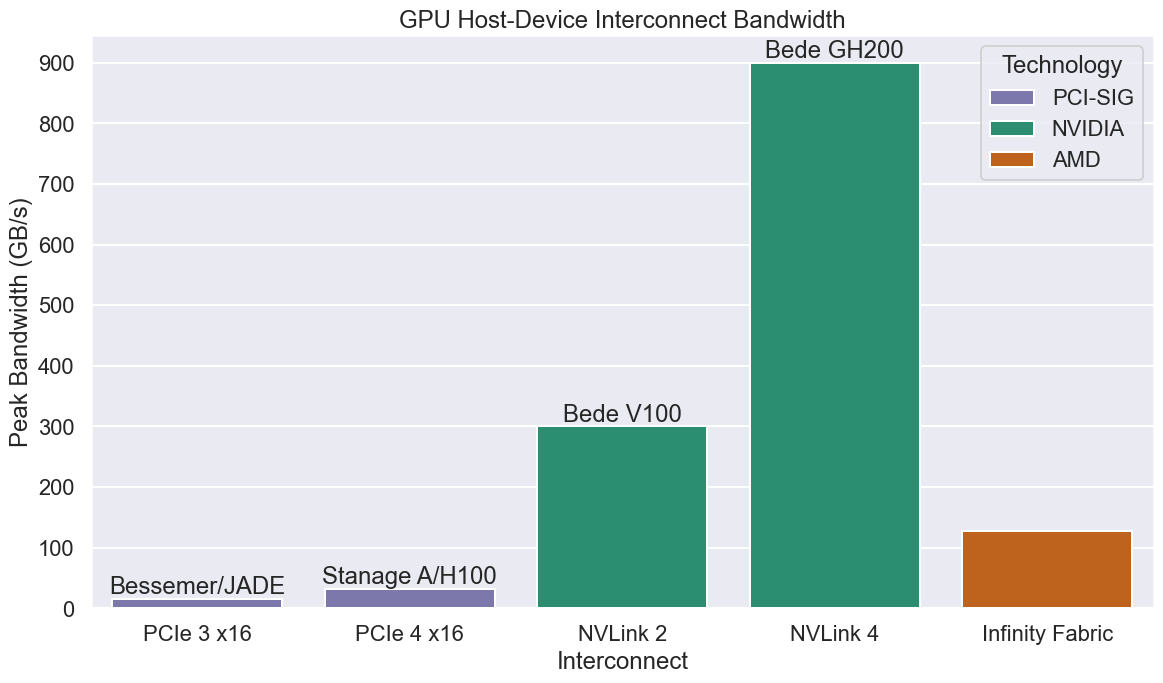 GPU Host-Device Interconnect Bandwidth
Peak Bandwidth (GB/s)
900
800
700
600
500
400
300
200
100
0
Bessemer/JADE
Stanage A/H100
Bede V100
Bede GH200
Technology
PCI-SIG
NVIDIA
AMD
PCIe 3 x16
PCIe 4 x16
NVLink 2
NVLink 4
Infinity Fabric
Interconnect